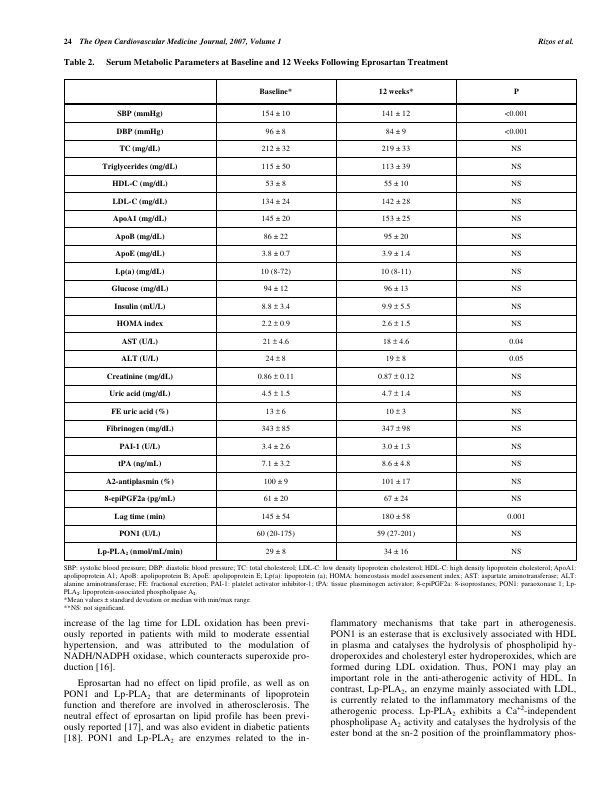 24 The Open Cardiovascular Medicine Journal, 2007, Volume 1 Rizos et al.
Table 2. Serum Metabolic Parameters at Baseline and 12 Weeks Following Eprosartan Treatment
Baseline* 12 weeks* P
SBP (mmHg) 154 ± 10 141 ± 12 <0.001
DBP (mmHg) 96 ± 8 84 ± 9 <0.001
TC (mg/dL) 212 ± 32 219 ± 33 NS
Triglycerides (mg/dL) 115 ± 50 113 ± 39 NS
HDL-C (mg/dL) 53 ± 8 55 ± 10 NS
LDL-C (mg/dL) 134 ± 24 142 ± 28 NS
ApoA1 (mg/dL) 145 ± 20 153 ± 25 NS
ApoB (mg/dL) 86 ± 22 95 ± 20 NS
ApoE (mg/dL) 3.8 ± 0.7 3.9 ± 1.4 NS
Lp(a) (mg/dL) 10 (8-72) 10 (8-11) NS
Glucose (mg/dL) 94 ± 12 96 ± 13 NS
Insulin (mU/L) 8.8 ± 3.4 9.9 ± 5.5 NS
HOMA index 2.2 ± 0.9 2.6 ± 1.5 NS
AST (U/L) 21 ± 4.6 18 ± 4.6 0.04
ALT (U/L) 24 ± 8 19 ± 8 0.05
Creatinine (mg/dL) 0.86 ± 0.11 0.87 ± 0.12 NS
Uric acid (mg/dL) 4.5 ± 1.5 4.7 ± 1.4 NS
FE uric acid (%) 13 ± 6 10 ± 3 NS
Fibrinogen (mg/dL) 343 ± 85 347 ± 98 NS
PAI-1 (U/L) 3.4 ± 2.6 3.0 ± 1.3 NS
tPA (ng/mL) 7.1 ± 3.2 8.6 ± 4.8 NS
A2-antiplasmin (%) 100 ± 9 101 ± 17 NS
8-epiPGF2a (pg/mL) 61 ± 20 67 ± 24 NS
Lag time (min) 145 ± 54 180 ± 58 0.001
PON1 (U/L) 60 (20-175) 59 (27-201) NS
Lp-PLA₂ (nmol/mL/min) 29 ± 8 34 ± 16 NS
SBP: systolic blood pressure; DBP: diastolic blood pressure; TC: total cholesterol; LDL-C: low density lipoprotein cholesterol; HDL-C: high density lipoprotein cholesterol; ApoA1:
apolipoprotein A1; ApoB: apolipoprotein B; ApoE: apolipoprotein E; Lp(a): lipoprotein (a); HOMA: homeostasis model assessment index; AST: aspartate aminotransferase; ALT:
alanine aminotransferase; FE: fractional excretion; PAI-1: platelet activator inhibitor-1; tPA: tissue plasminogen activator; 8-epiPGF2a: 8-isoprostanes; PON1: paraoxonase 1; Lp-
PLA₂: lipoprotein-associated phospholipase A₂.
*Mean values ± standard deviation or median with min/max range.
**NS: not significant.
increase of the lag time for LDL oxidation has been previ-
ously reported in patients with mild to moderate essential
hypertension, and was attributed to the modulation of
NADH/NADPH oxidase, which counteracts superoxide pro-
duction [16].
Eprosartan had no effect on lipid profile, as well as on
PON1 and Lp-PLA₂ that are determinants of lipoprotein
function and therefore are involved in atherosclerosis. The
neutral effect of eprosartan on lipid profile has been previ-
ously reported [17], and was also evident in diabetic patients
[18]. PON1 and Lp-PLA₂ are enzymes related to the in-
flammatory mechanisms that take part in atherogenesis.
PON1 is an esterase that is exclusively associated with HDL
in plasma and catalyses the hydrolysis of phospholipid hy-
droperoxides and cholesteryl ester hydroperoxides, which are
formed during LDL oxidation. Thus, PON1 may play an
important role in the anti-atherogenic activity of HDL. In
contrast, Lp-PLA₂, an enzyme mainly associated with LDL,
is currently related to the inflammatory mechanisms of the
atherogenic process. Lp-PLA₂ exhibits a Ca⁺²-independent
phospholipase A₂ activity and catalyses the hydrolysis of the
ester bond at the sn-2 position of the proinflammatory phos-